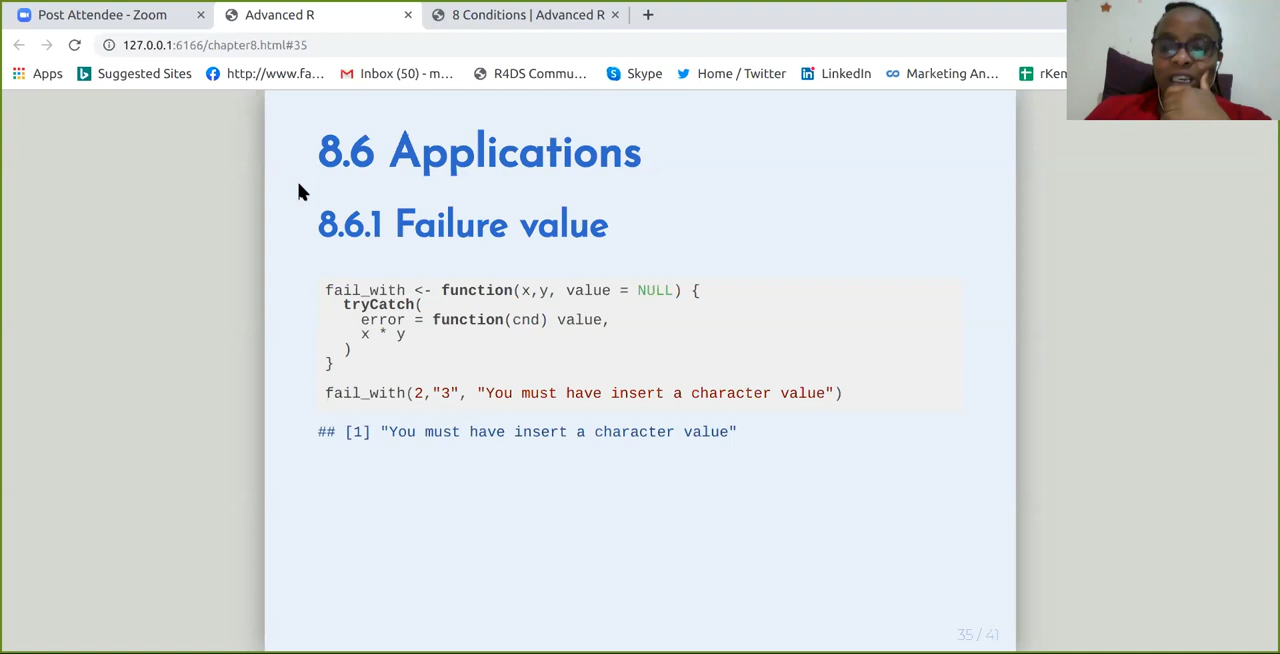 Post Attendee - Zoom
Advanced R
8 Conditions | Advanced R
127.0.0.1:6166/chapter8.html#35
Apps
Suggested Sites
http://www.fa...
Inbox (50) - m...
R4DS Commu...
Skype
Home / Twitter
LinkedIn
Marketing An...
8.6 Applications
8.6.1 Failure value
fail_with <- function(x,y, value = NULL) {
tryCatch(
error = function(cnd) value,
x * y
)
}
fail_with(2,"3", "You must have insert a character value")
## [1] "You must have insert a character value"
35 / 41